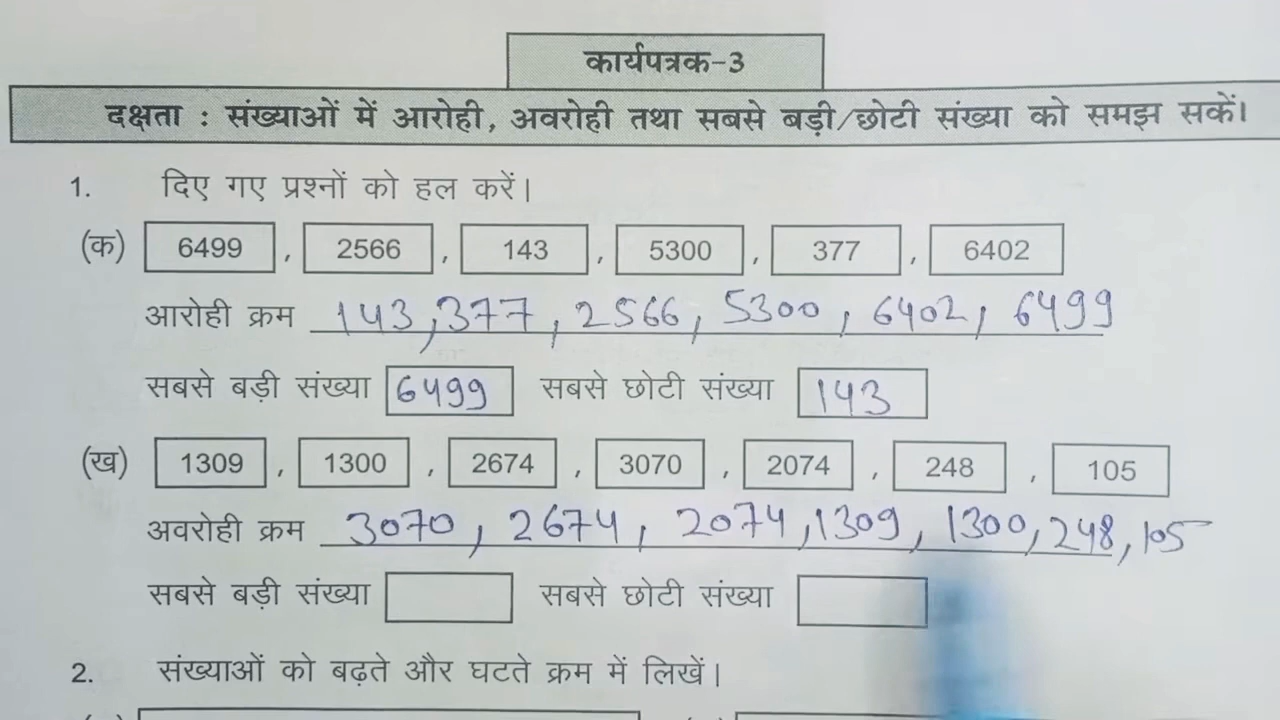 कार्यपत्रक-3
दक्षता : संख्याओं में आरोही, अवरोही तथा सबसे बड़ी/छोटी संख्या को समझ सकें।
1. दिए गए प्रश्नों को हल करें।
(क) 6499 , 2566 , 143 , 5300 , 377 , 6402
आरोही क्रम 143, 377, 2566, 5300, 6402, 6499
सबसे बड़ी संख्या 6499 सबसे छोटी संख्या 143
(ख) 1309 , 1300 , 2674 , 3070 , 2074 , 248 , 105
अवरोही क्रम 3070, 2674, 2074, 1309, 1300, 248, 105
सबसे बड़ी संख्या सबसे छोटी संख्या
2. संख्याओं को बढ़ते और घटते क्रम में लिखें।